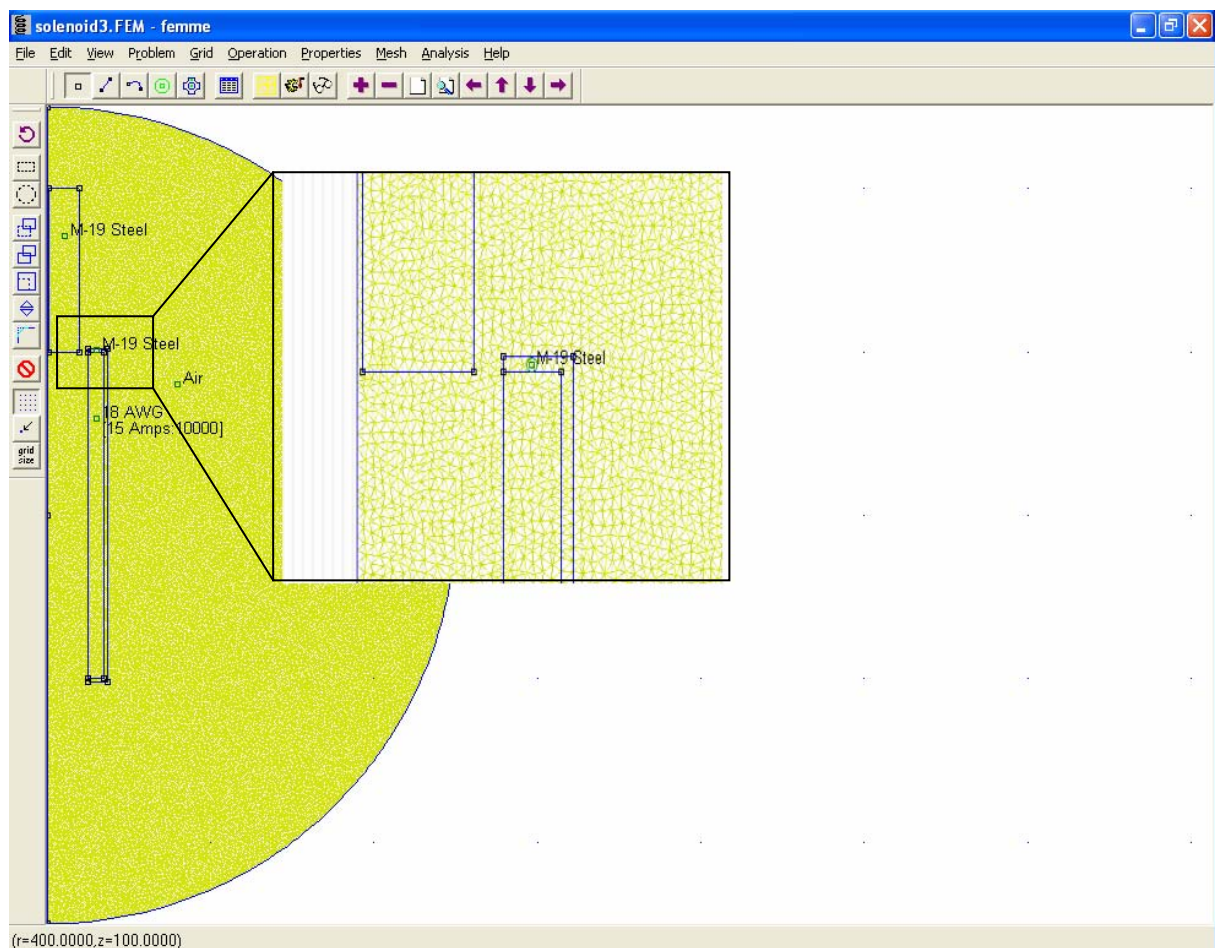 solenoid3.FEM - femme
File Edit View Problem Grid Operation Properties Mesh Analysis Help
M-19 Steel
M-19 Steel
M-19 Steel
Air
18 AWG
[15 Amps:10000]
grid
size
(r=400.0000,z=100.0000)